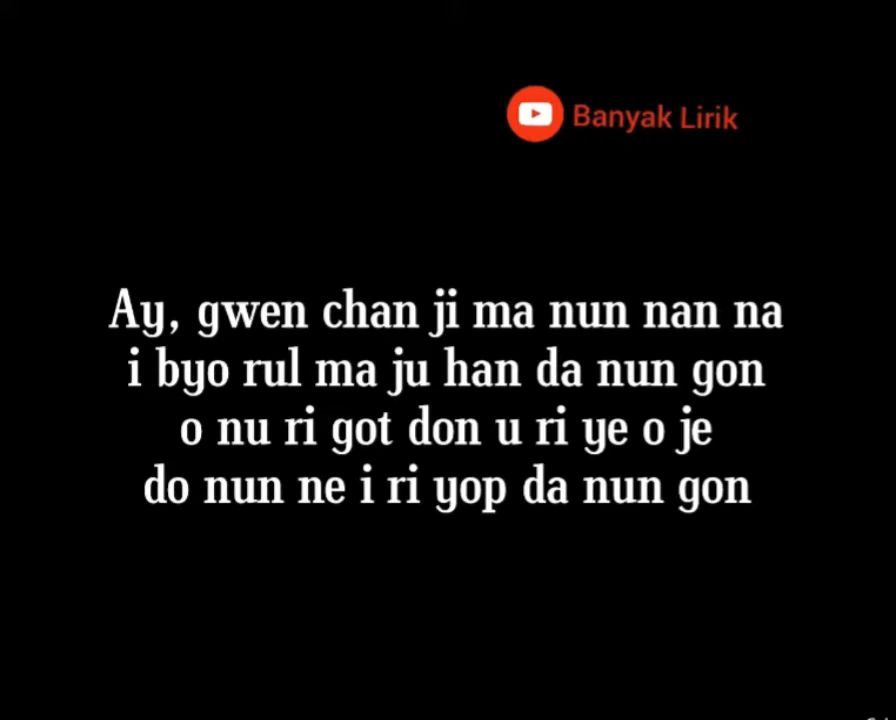 Banyak Lirik
Ay, gwen chan ji ma nun nan na
i byo rul ma ju han da nun gon
o nu ri got don u ri ye o je
do nun ne i ri yop da nun gon